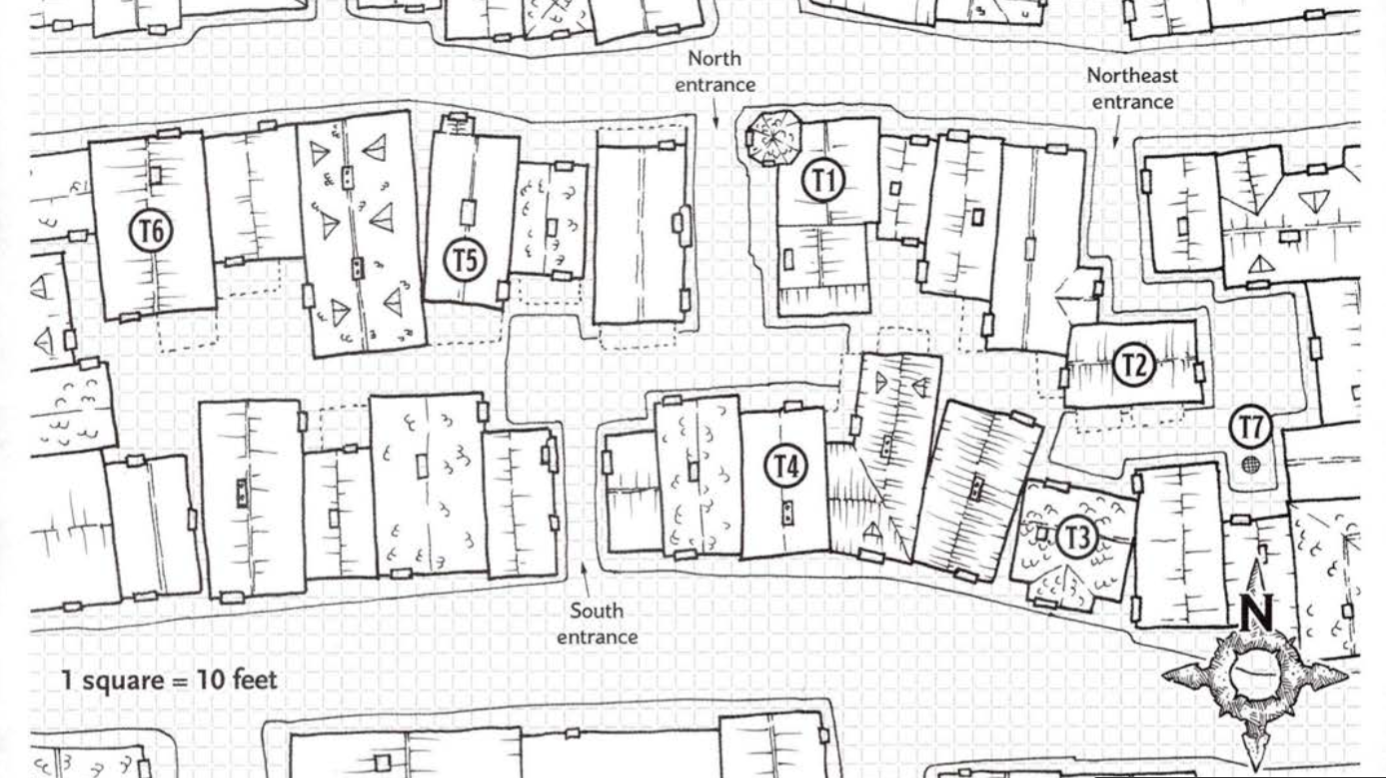 North
entrance
Northeast
entrance
T1
T6
T5
T2
T7
T4
T3
South
entrance
N
1 square = 10 feet